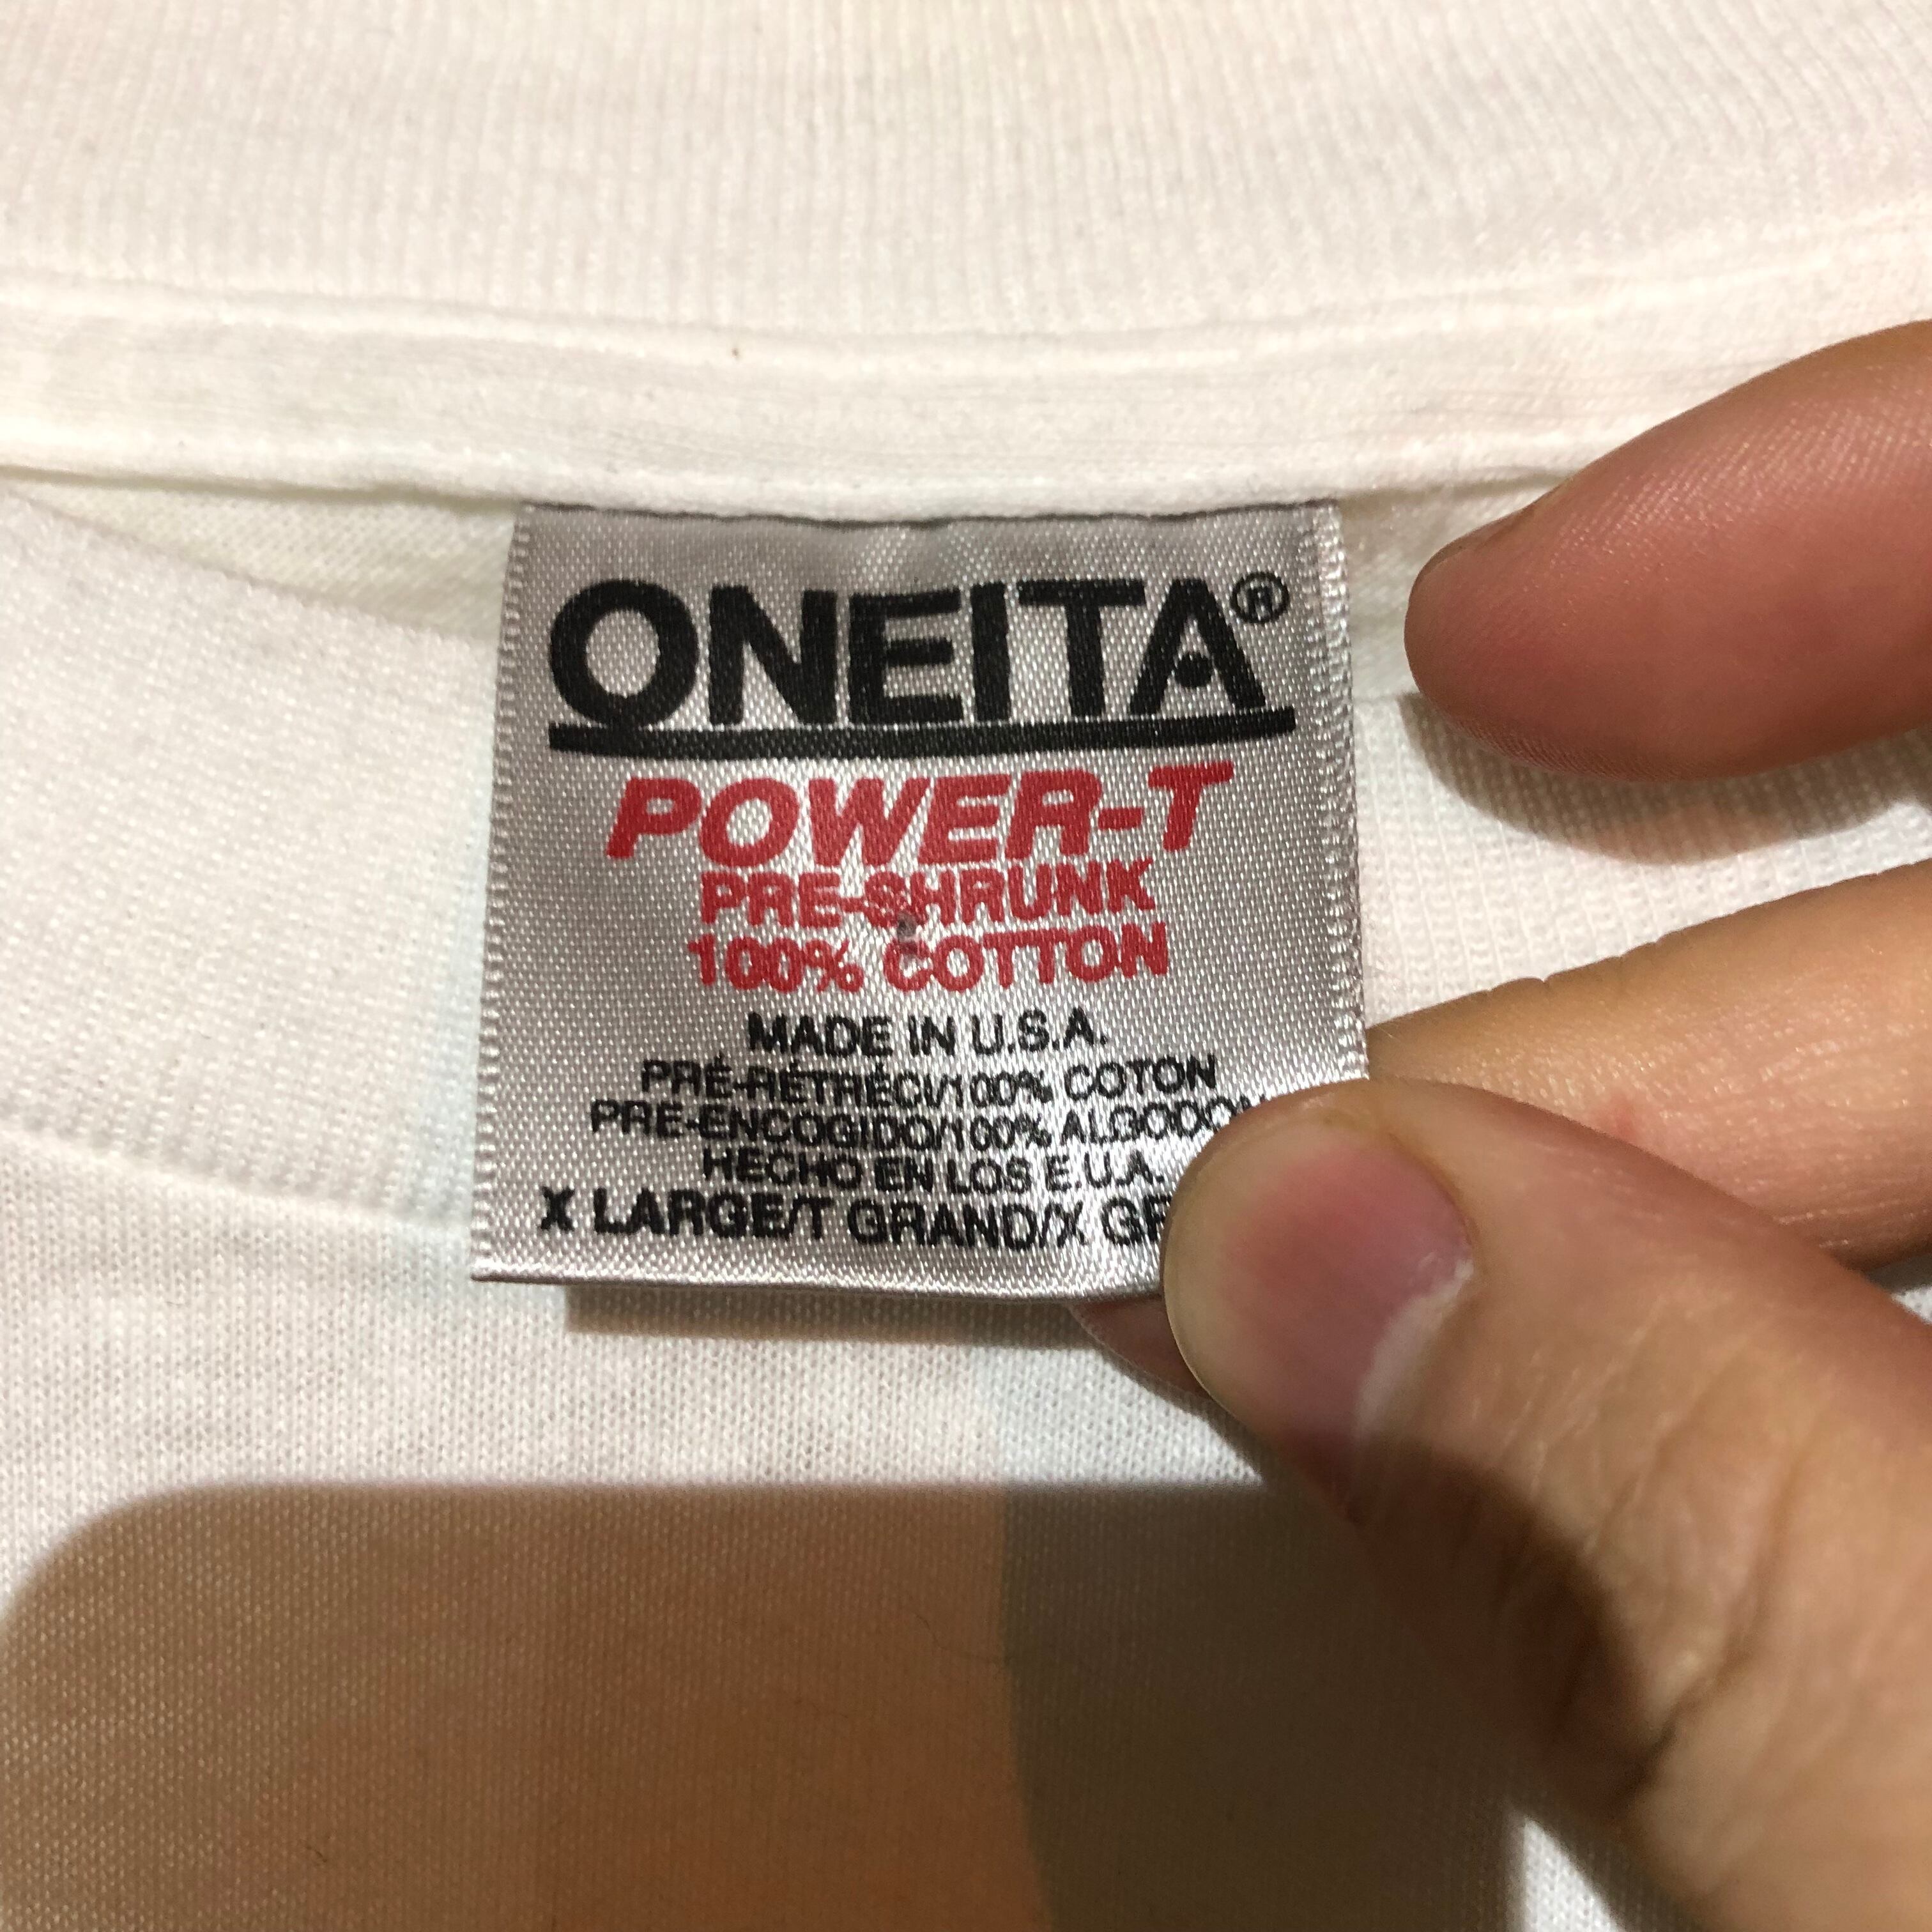 ONEITA®
POWER-T
PRE-SHRUNK
100% COTTON
MADE IN U.S.A.
PRÉ-RÉTRÉCI/100% COTON
PRE-ENCOGIDO/100% ALGODON
HECHO EN LOS E.U.A.
X LARGE/T GRAND/X